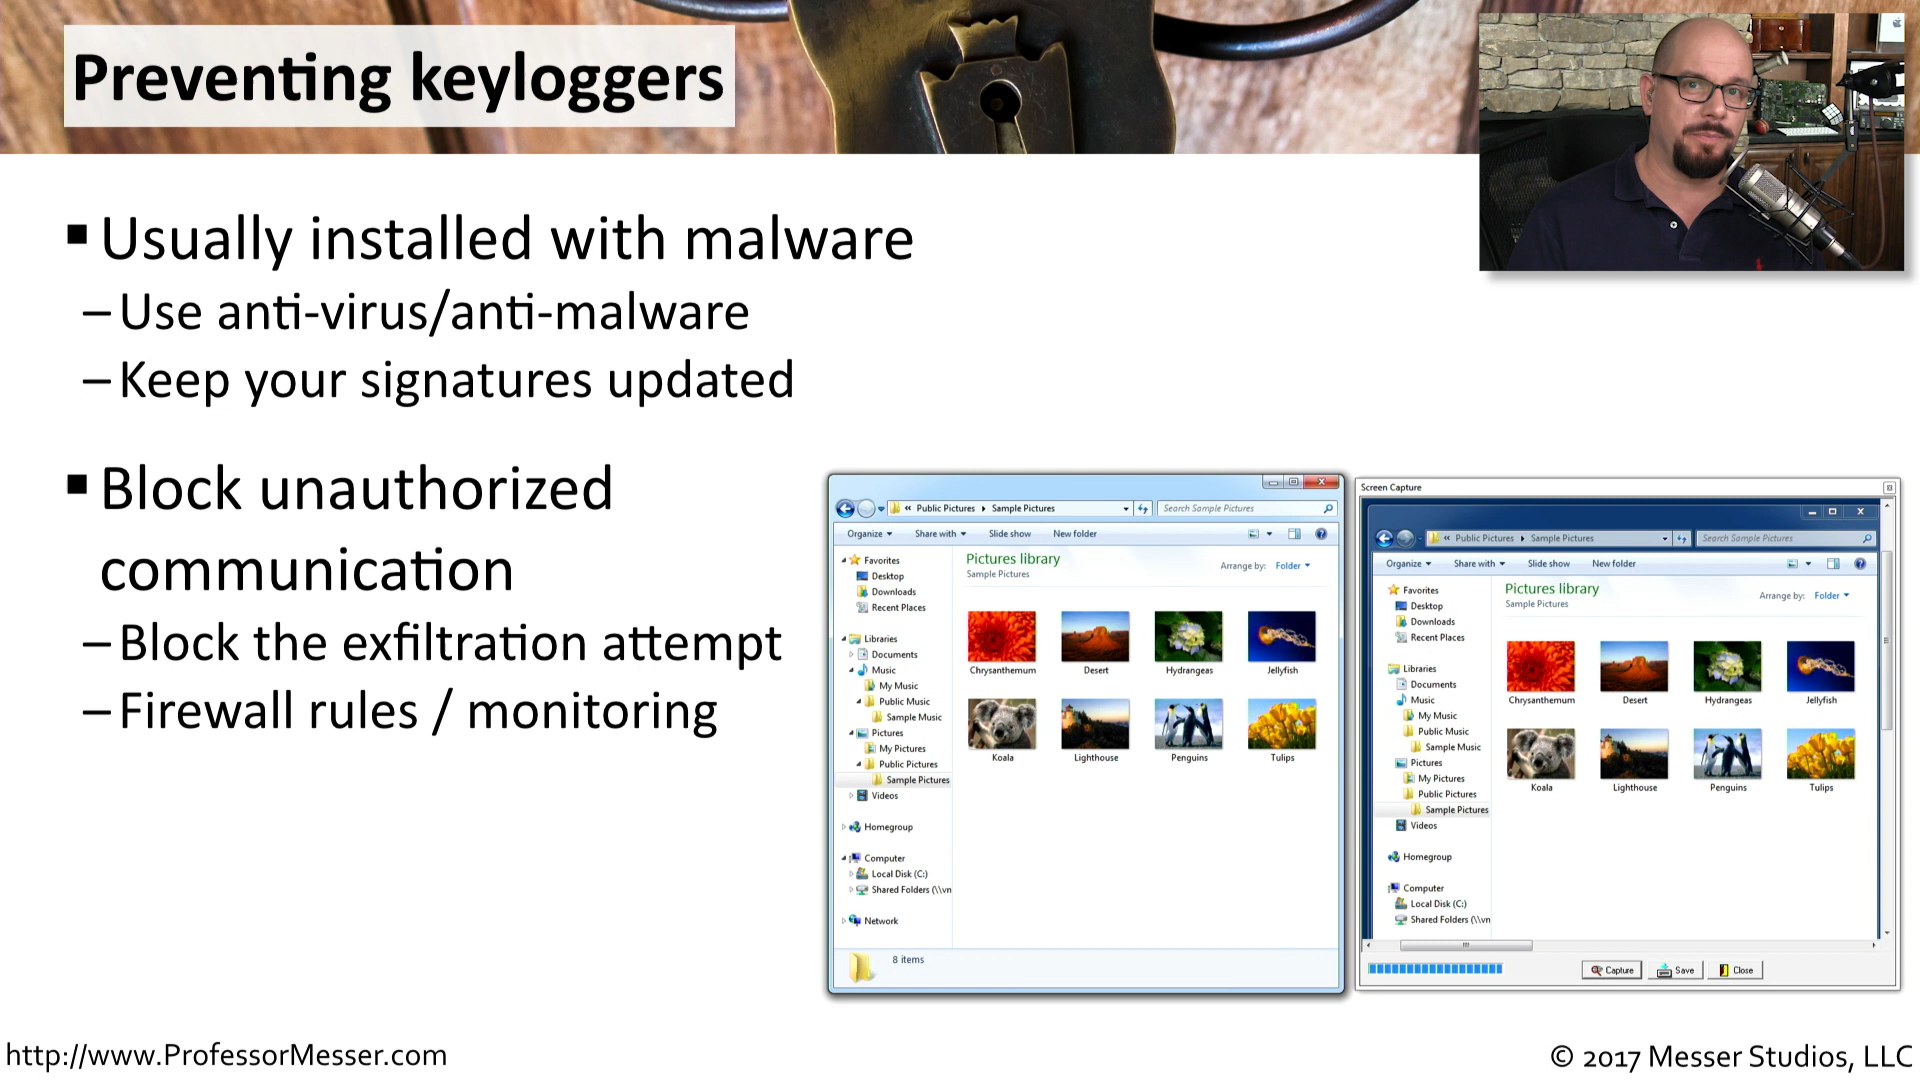 Preventing keyloggers
▪ Usually installed with malware
– Use anti-virus/anti-malware
– Keep your signatures updated
▪ Block unauthorized
communication
– Block the exfiltration attempt
– Firewall rules / monitoring
« Public Pictures ▸ Sample Pictures
Search Sample Pictures
Organize Share with Slide show New folder
Favorites
Desktop
Downloads
Recent Places
Libraries
Documents
Music
My Music
Public Music
Sample Music
Pictures
My Pictures
Public Pictures
Sample Pictures
Videos
Homegroup
Computer
Local Disk (C:)
Shared Folders (\\vn
Network
Pictures library
Sample Pictures
Arrange by: Folder
Chrysanthemum Desert Hydrangeas Jellyfish
Koala Lighthouse Penguins Tulips
8 items
Screen Capture
« Public Pictures ▸ Sample Pictures
Search Sample Pictures
Organize Share with Slide show New folder
Favorites
Desktop
Downloads
Recent Places
Libraries
Documents
Music
My Music
Public Music
Sample Music
Pictures
My Pictures
Public Pictures
Sample Pictures
Videos
Homegroup
Computer
Local Disk (C:)
Shared Folders (\\vn
Pictures library
Sample Pictures
Arrange by: Folder
Chrysanthemum Desert Hydrangeas Jellyfish
Koala Lighthouse Penguins Tulips
Capture Save Close
http://www.ProfessorMesser.com
© 2017 Messer Studios, LLC